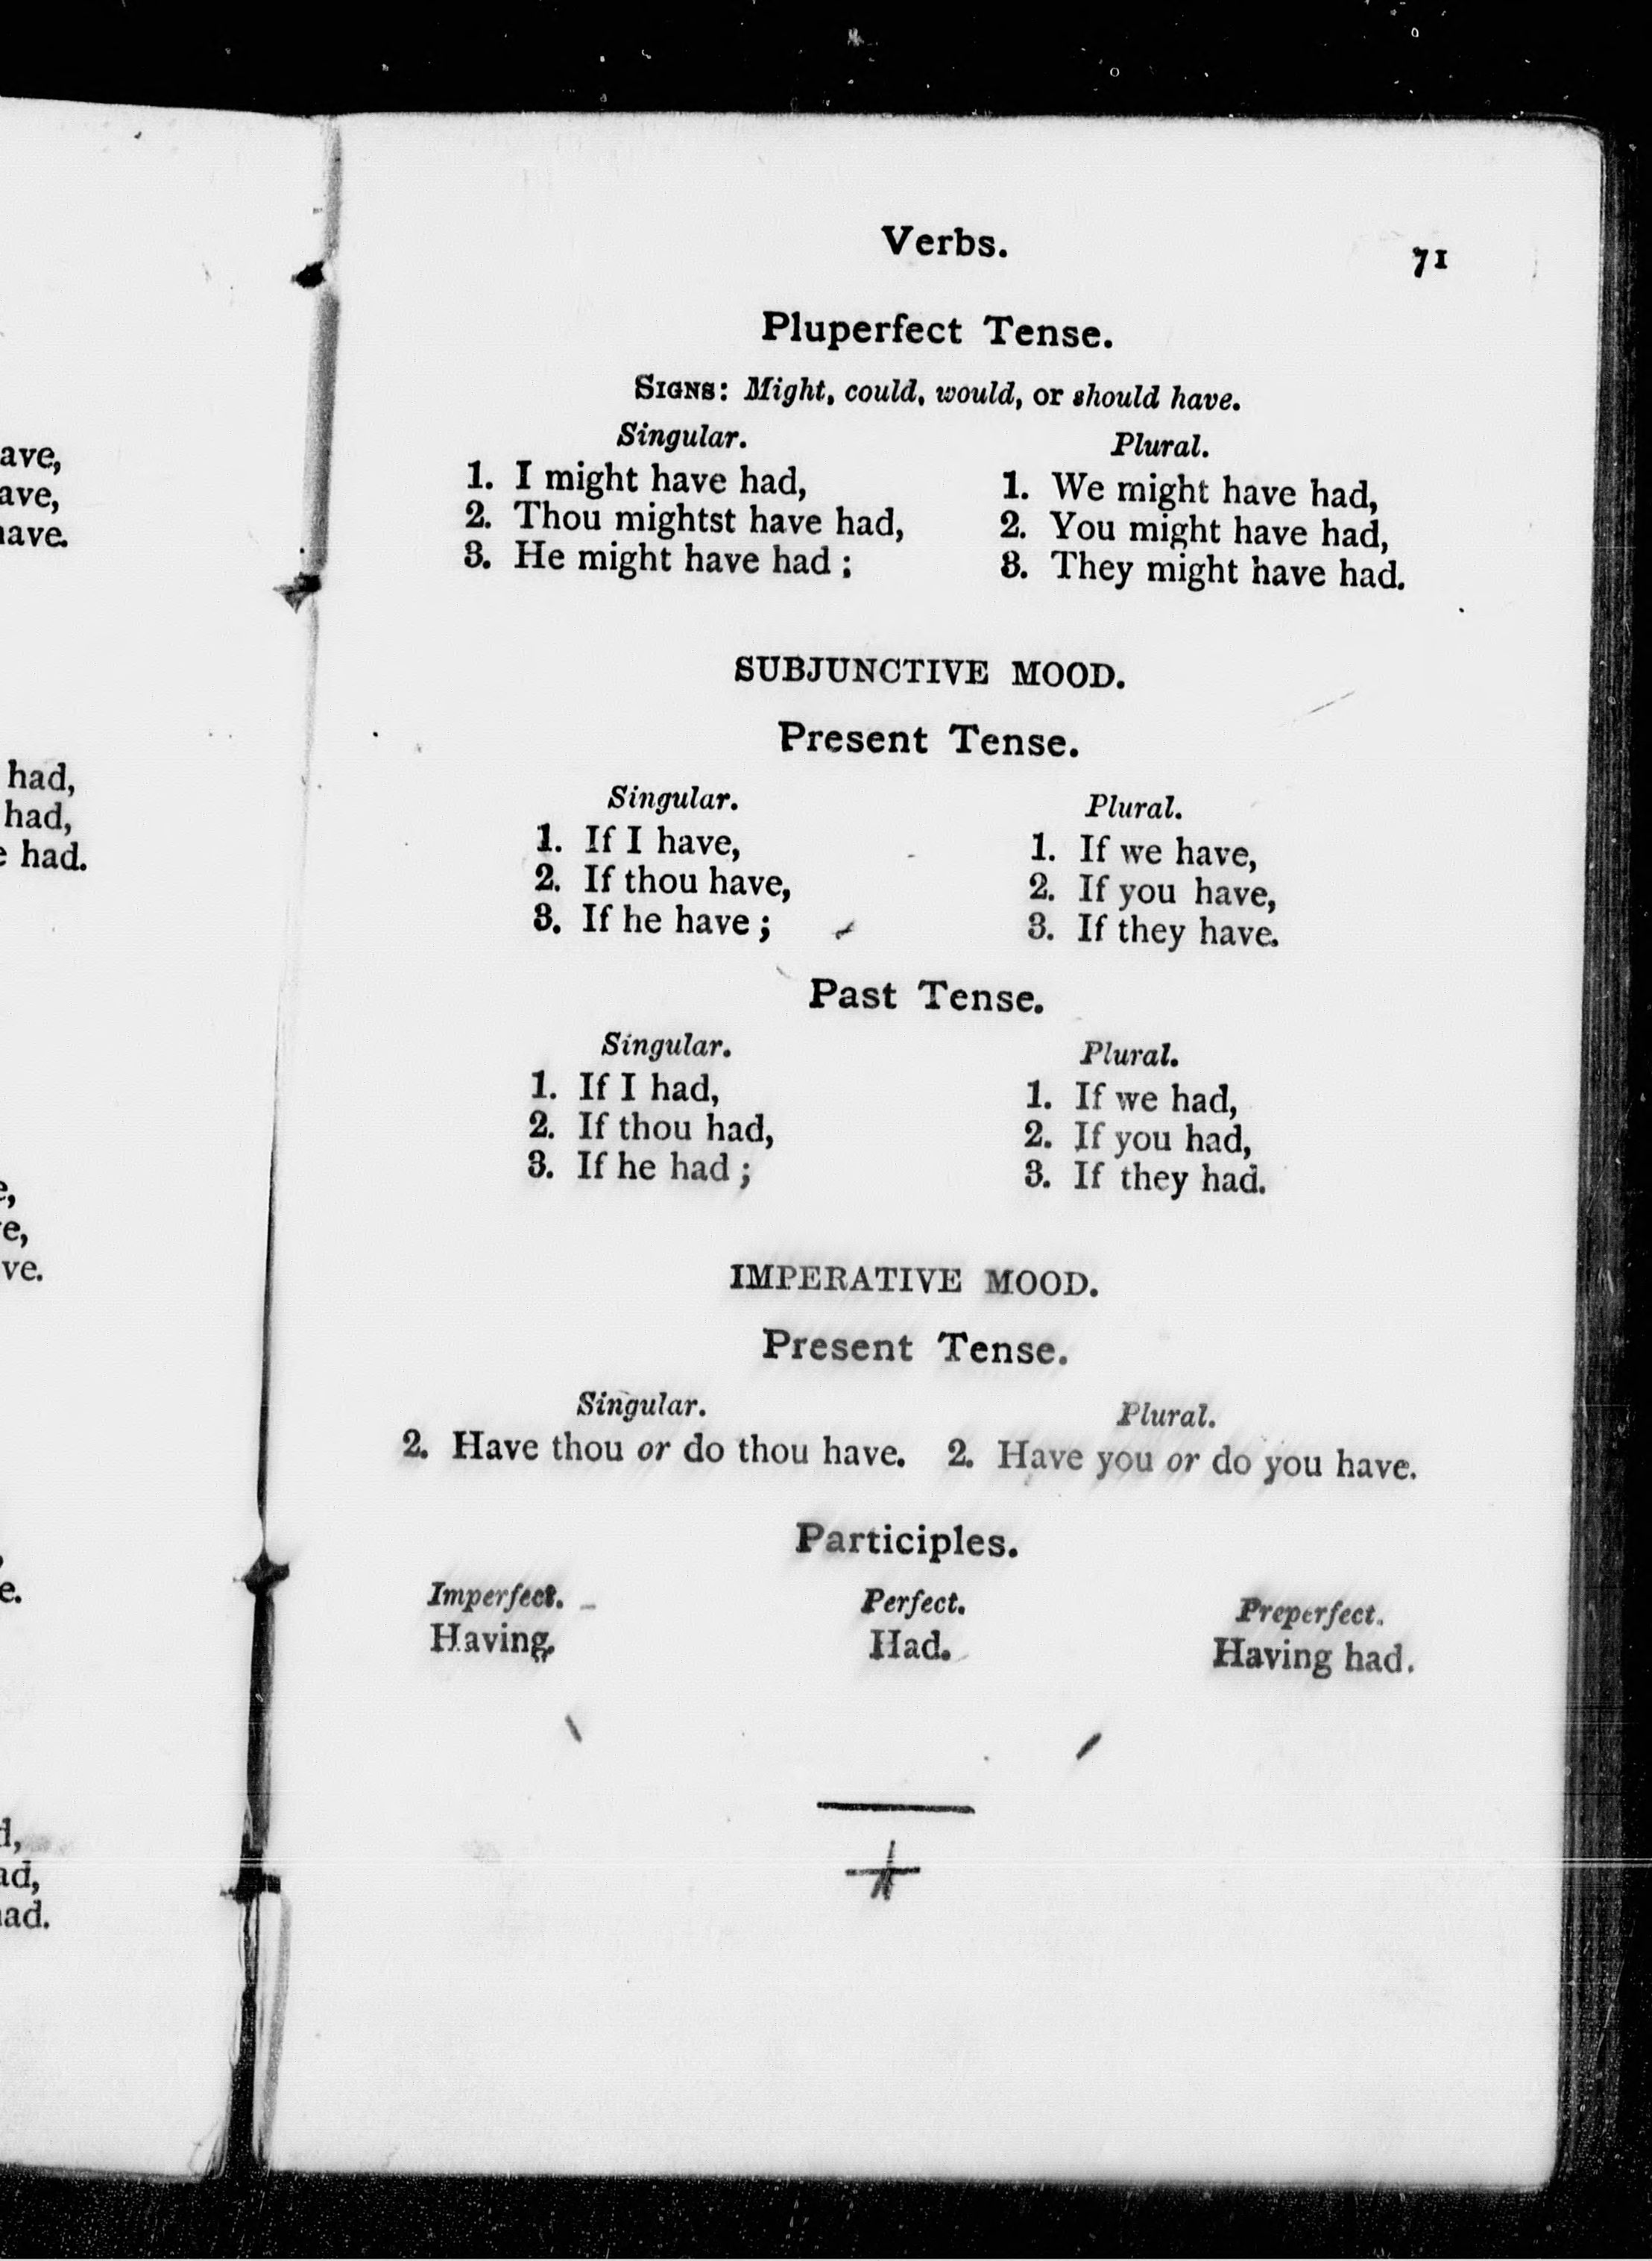 Verbs. 71
Pluperfect Tense.
SIGNS: Might, could, would, or should have.
Singular. Plural.
1. I might have had, 1. We might have had,
2. Thou mightst have had, 2. You might have had,
3. He might have had; 3. They might have had.
SUBJUNCTIVE MOOD.
Present Tense.
Singular. Plural.
1. If I have, 1. If we have,
2. If thou have, 2. If you have,
3. If he have; 3. If they have.
Past Tense.
Singular. Plural.
1. If I had, 1. If we had,
2. If thou had, 2. If you had,
3. If he had; 3. If they had.
IMPERATIVE MOOD.
Present Tense.
Singular. Plural.
2. Have thou or do thou have. 2. Have you or do you have.
Participles.
Imperfect. Perfect. Preperfect.
Having. Had. Having had.
had,
had,
had.